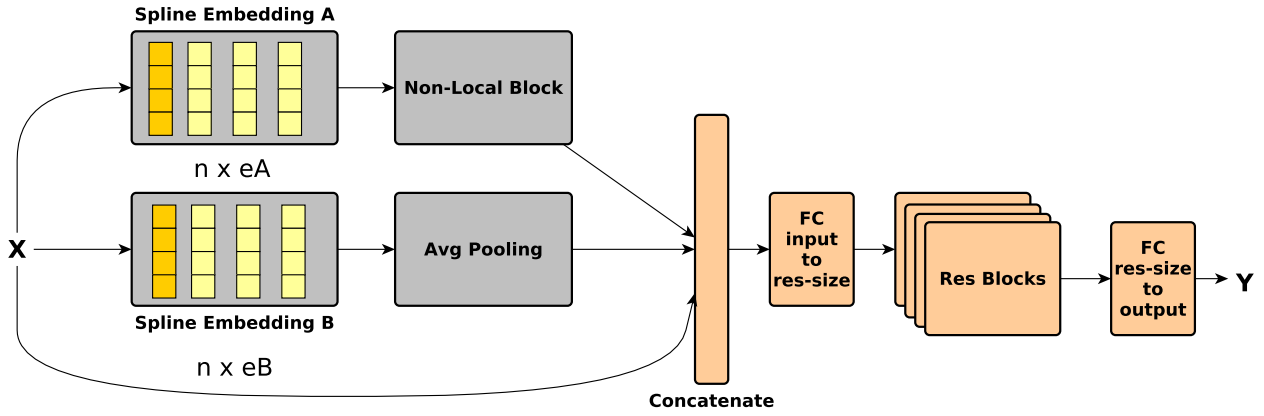 Spline Embedding A
Non-Local Block
n x eA
X
Avg Pooling
Spline Embedding B
n x eB
Concatenate
FC
input
to
res-size
Res Blocks
FC
res-size
to
output
Y